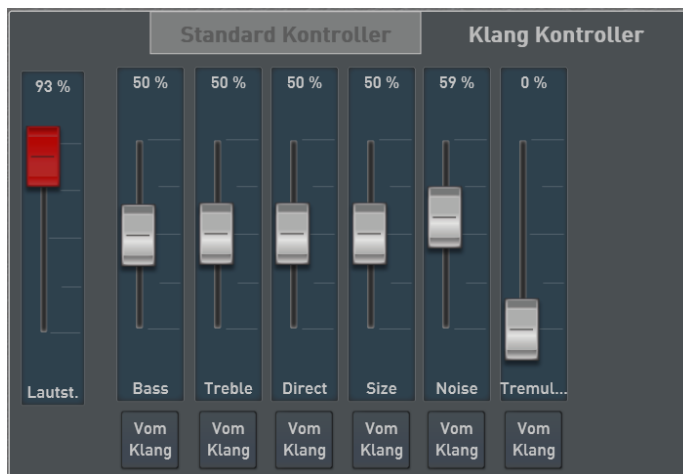 Standard Kontroller Klang Kontroller
93 % 50 % 50 % 50 % 50 % 59 % 0 %
Lautst. Bass Treble Direct Size Noise Tremul...
Vom Vom Vom Vom Vom Vom
Klang Klang Klang Klang Klang Klang